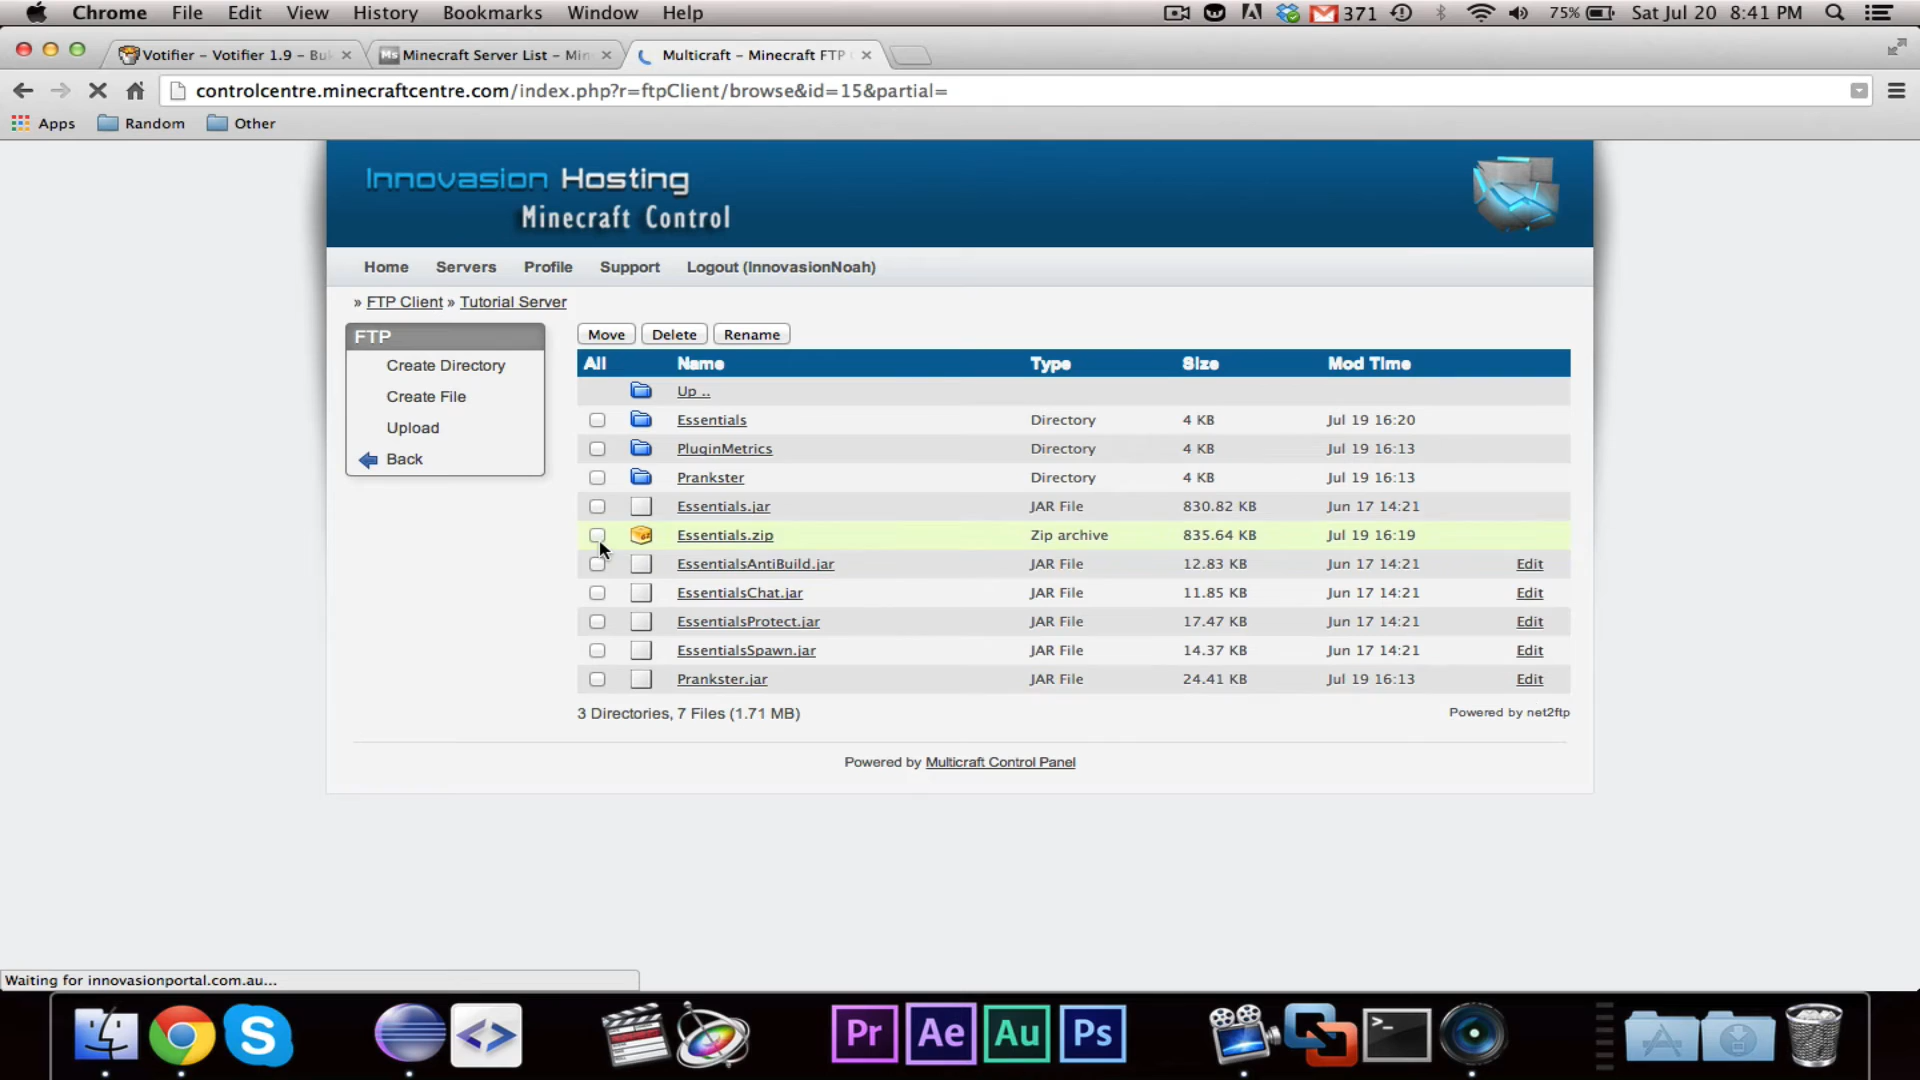 Chrome File Edit View History Bookmarks Window Help 371 75% Sat Jul 20 8:41 PM
Votifier – Votifier 1.9 – Buk Ms Minecraft Server List – Min Multicraft – Minecraft FTP
controlcentre.minecraftcentre.com/index.php?r=ftpClient/browse&id=15&partial=
Apps Random Other
Innovasion Hosting
Minecraft Control
Home Servers Profile Support Logout (InnovasionNoah)
» FTP Client » Tutorial Server
FTP
Create Directory
Create File
Upload
Back
Move Delete Rename
All Name Type Size Mod Time
Up ..
Essentials Directory 4 KB Jul 19 16:20
PluginMetrics Directory 4 KB Jul 19 16:13
Prankster Directory 4 KB Jul 19 16:13
Essentials.jar JAR File 830.82 KB Jun 17 14:21
Essentials.zip Zip archive 835.64 KB Jul 19 16:19
EssentialsAntiBuild.jar JAR File 12.83 KB Jun 17 14:21 Edit
EssentialsChat.jar JAR File 11.85 KB Jun 17 14:21 Edit
EssentialsProtect.jar JAR File 17.47 KB Jun 17 14:21 Edit
EssentialsSpawn.jar JAR File 14.37 KB Jun 17 14:21 Edit
Prankster.jar JAR File 24.41 KB Jul 19 16:13 Edit
3 Directories, 7 Files (1.71 MB) Powered by net2ftp
Powered by Multicraft Control Panel
Waiting for innovasionportal.com.au...
Pr Ae Au Ps